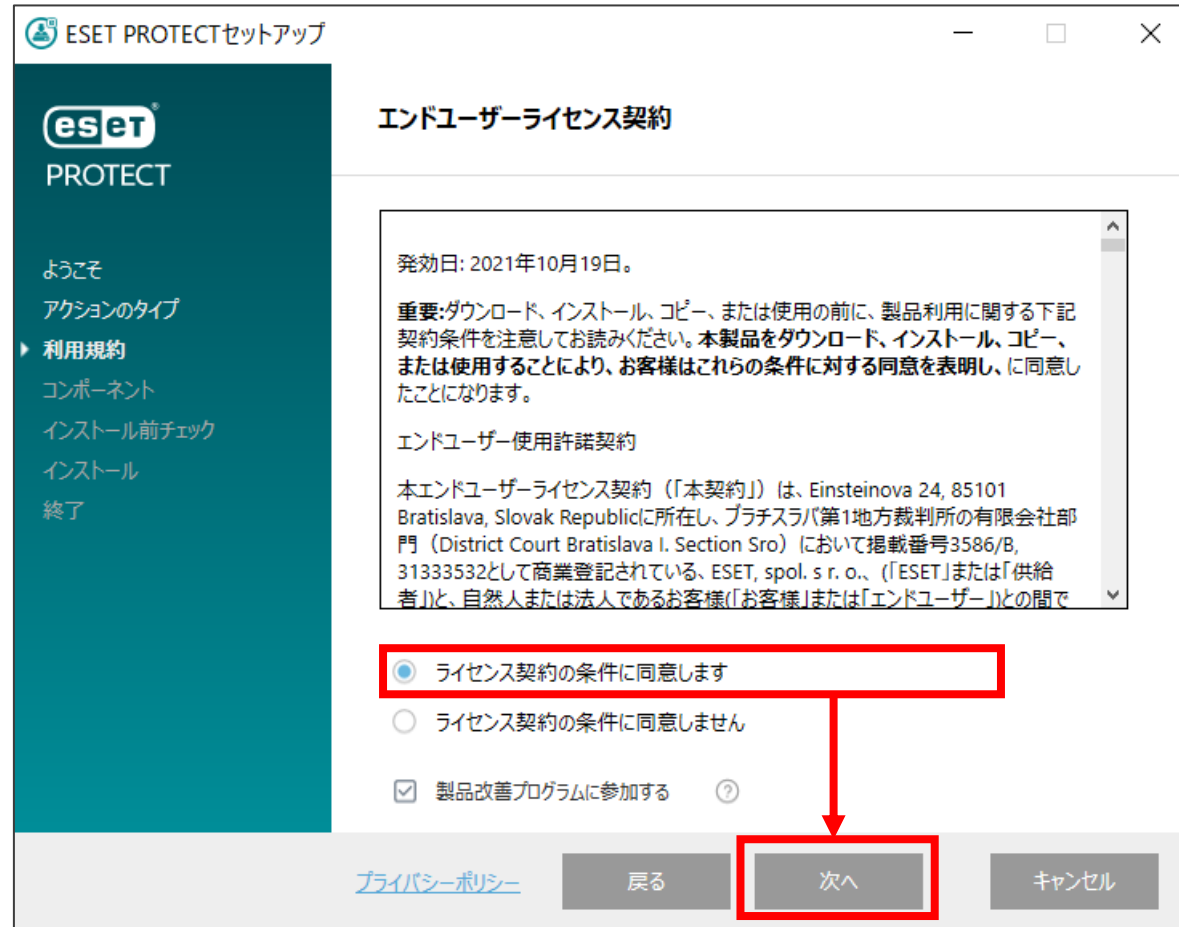 ESET PROTECTセットアップ
eseT
PROTECT
ようこそ
アクションのタイプ
利用規約
コンポーネント
インストール前チェック
インストール
終了
エンドユーザーライセンス契約
発効日: 2021年10月19日。
重要:ダウンロード、インストール、コピー、または使用の前に、製品利用に関する下記
契約条件を注意してお読みください。本製品をダウンロード、インストール、コピー、
または使用することにより、お客様はこれらの条件に対する同意を表明し、に同意し
たことになります。
エンドユーザー使用許諾契約
本エンドユーザーライセンス契約（「本契約」）は、Einsteinova 24, 85101
Bratislava, Slovak Republicに所在し、ブラチスラバ第1地方裁判所の有限会社部
門（District Court Bratislava I. Section Sro）において掲載番号3586/B,
31333532として商業登記されている、ESET, spol. s r. o.、(「ESET」または「供給
者」)と、自然人または法人であるお客様(「お客様」または「エンドユーザー」)との間で
ライセンス契約の条件に同意します
ライセンス契約の条件に同意しません
製品改善プログラムに参加する ?
プライバシーポリシー 戻る 次へ キャンセル